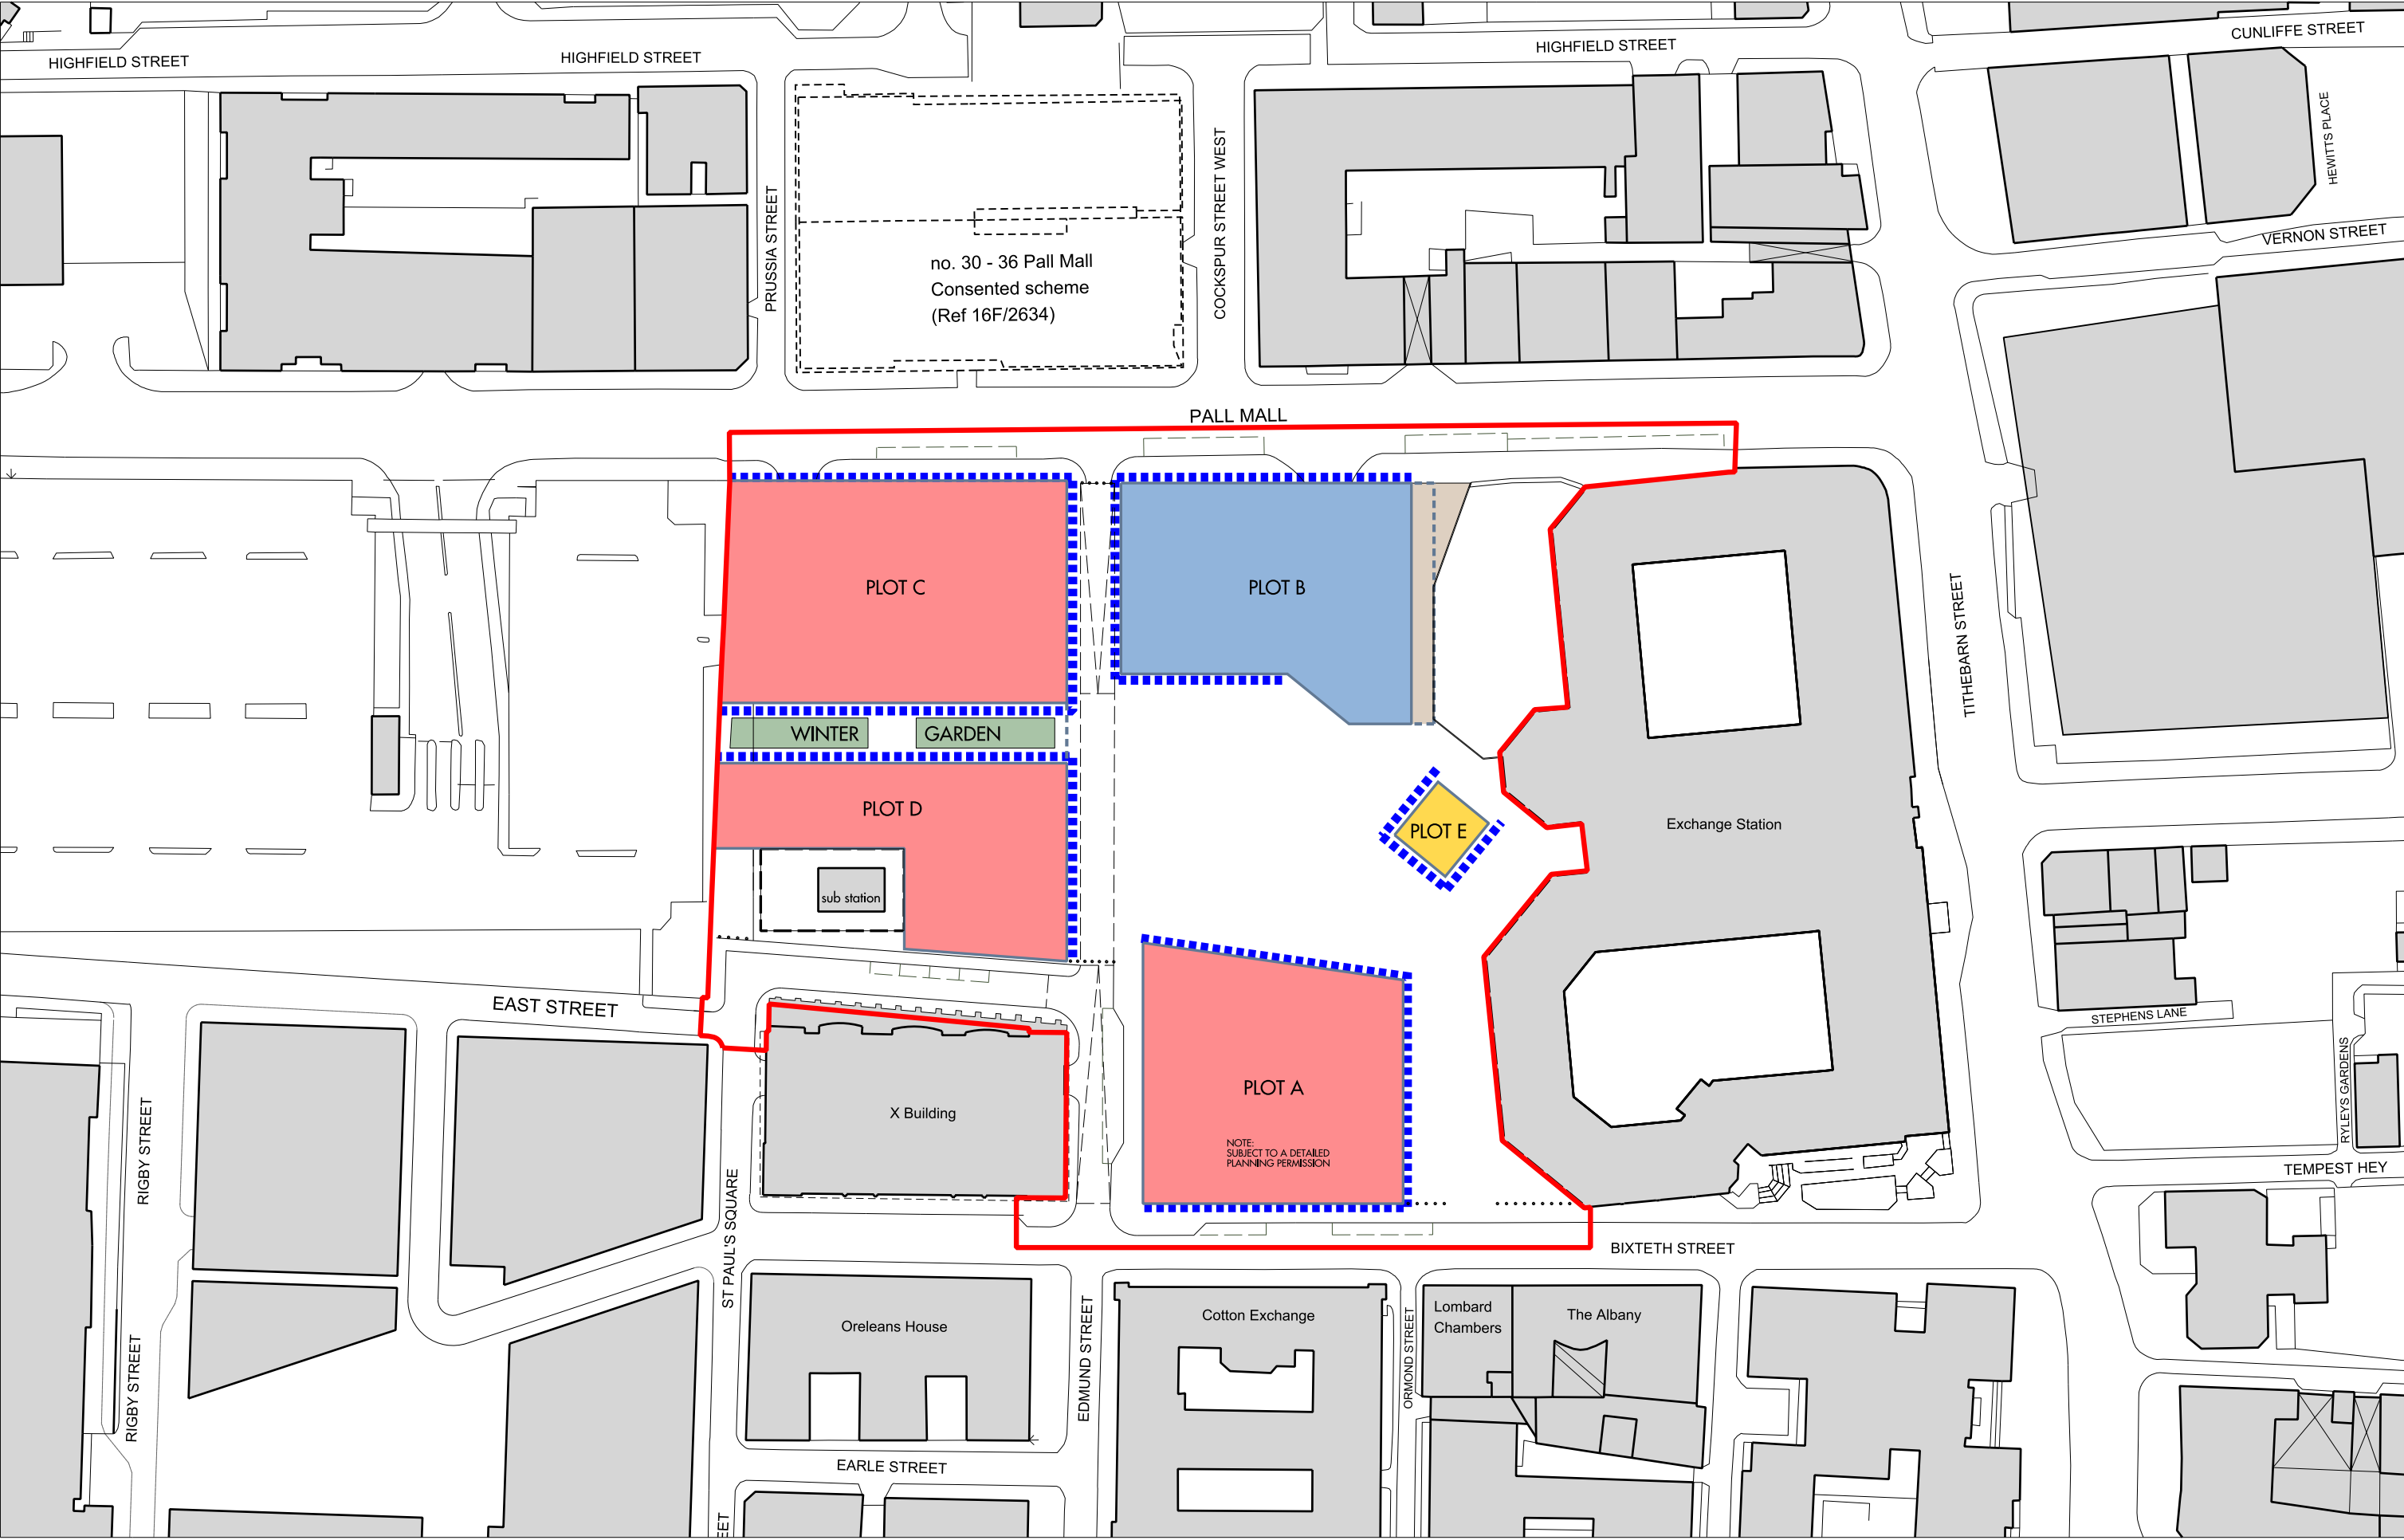 CUNLIFFE STREET
HIGHFIELD STREET
HIGHFIELD STREET
HIGHFIELD STREET
HEWITTS PLACE
PRUSSIA STREET
COCKSPUR STREET WEST
VERNON STREET
no. 30 - 36 Pall Mall
Consented scheme
(Ref 16F/2634)
PALL MALL
PLOT C
PLOT B
TITHEBARN STREET
WINTER
GARDEN
PLOT D
PLOT E
Exchange Station
sub station
EAST STREET
STEPHENS LANE
RYLEYS GARDENS
X Building
PLOT A
NOTE:
SUBJECT TO A DETAILED
PLANNING PERMISSION
RIGBY STREET
TEMPEST HEY
ST PAUL'S SQUARE
BIXTETH STREET
Oreleans House
EDMUND STREET
Cotton Exchange
ORMOND STREET
Lombard
Chambers
The Albany
RIGBY STREET
EARLE STREET
EET